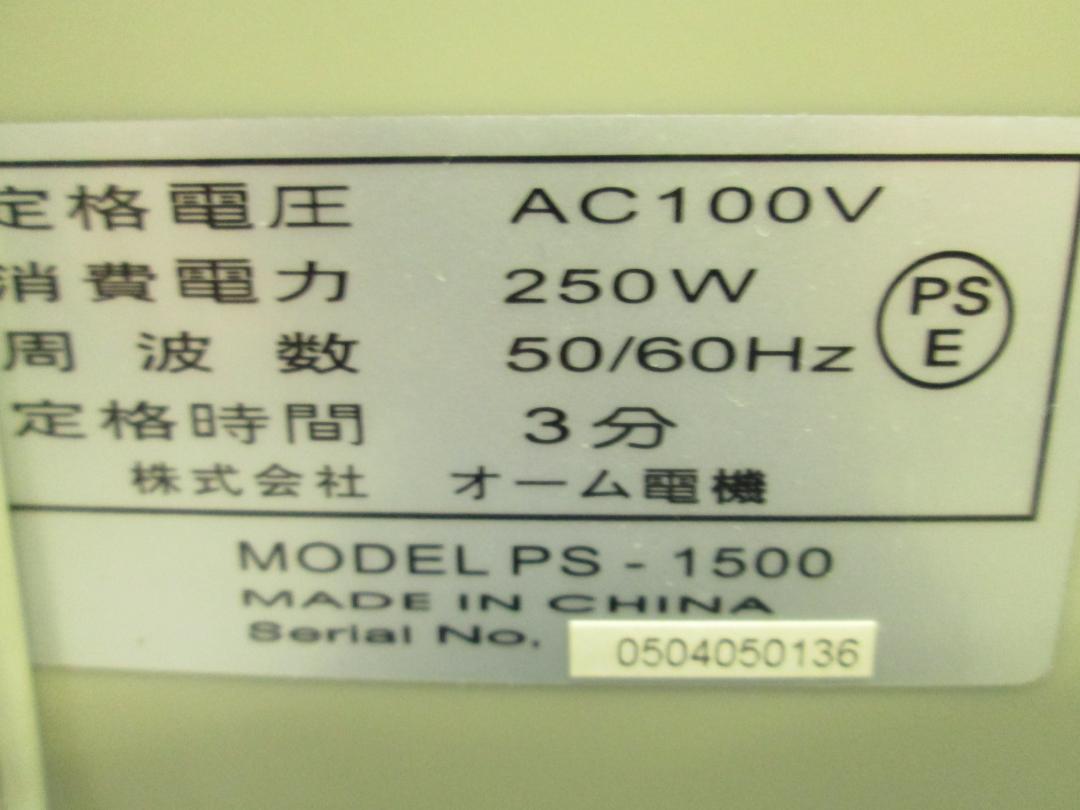 定格電圧 AC100V
消費電力 250W
周波数 50/60Hz
PS
E
定格時間 3分
株式会社 オーム電機
MODEL PS - 1500
MADE IN CHINA
Serial No. 0504050136